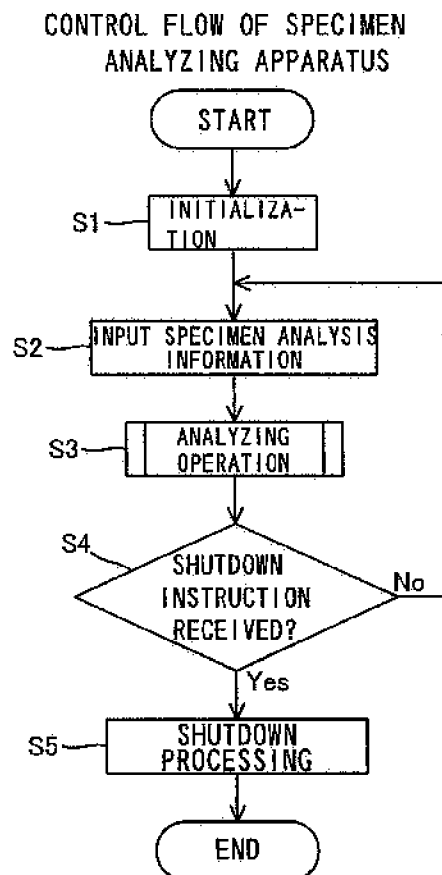 CONTROL FLOW OF SPECIMEN
ANALYZING APPARATUS
START
S1
INITIALIZA-
TION
S2
INPUT SPECIMEN ANALYSIS
INFORMATION
S3
ANALYZING
OPERATION
S4
SHUTDOWN
INSTRUCTION
RECEIVED?
No
Yes
S5
SHUTDOWN
PROCESSING
END